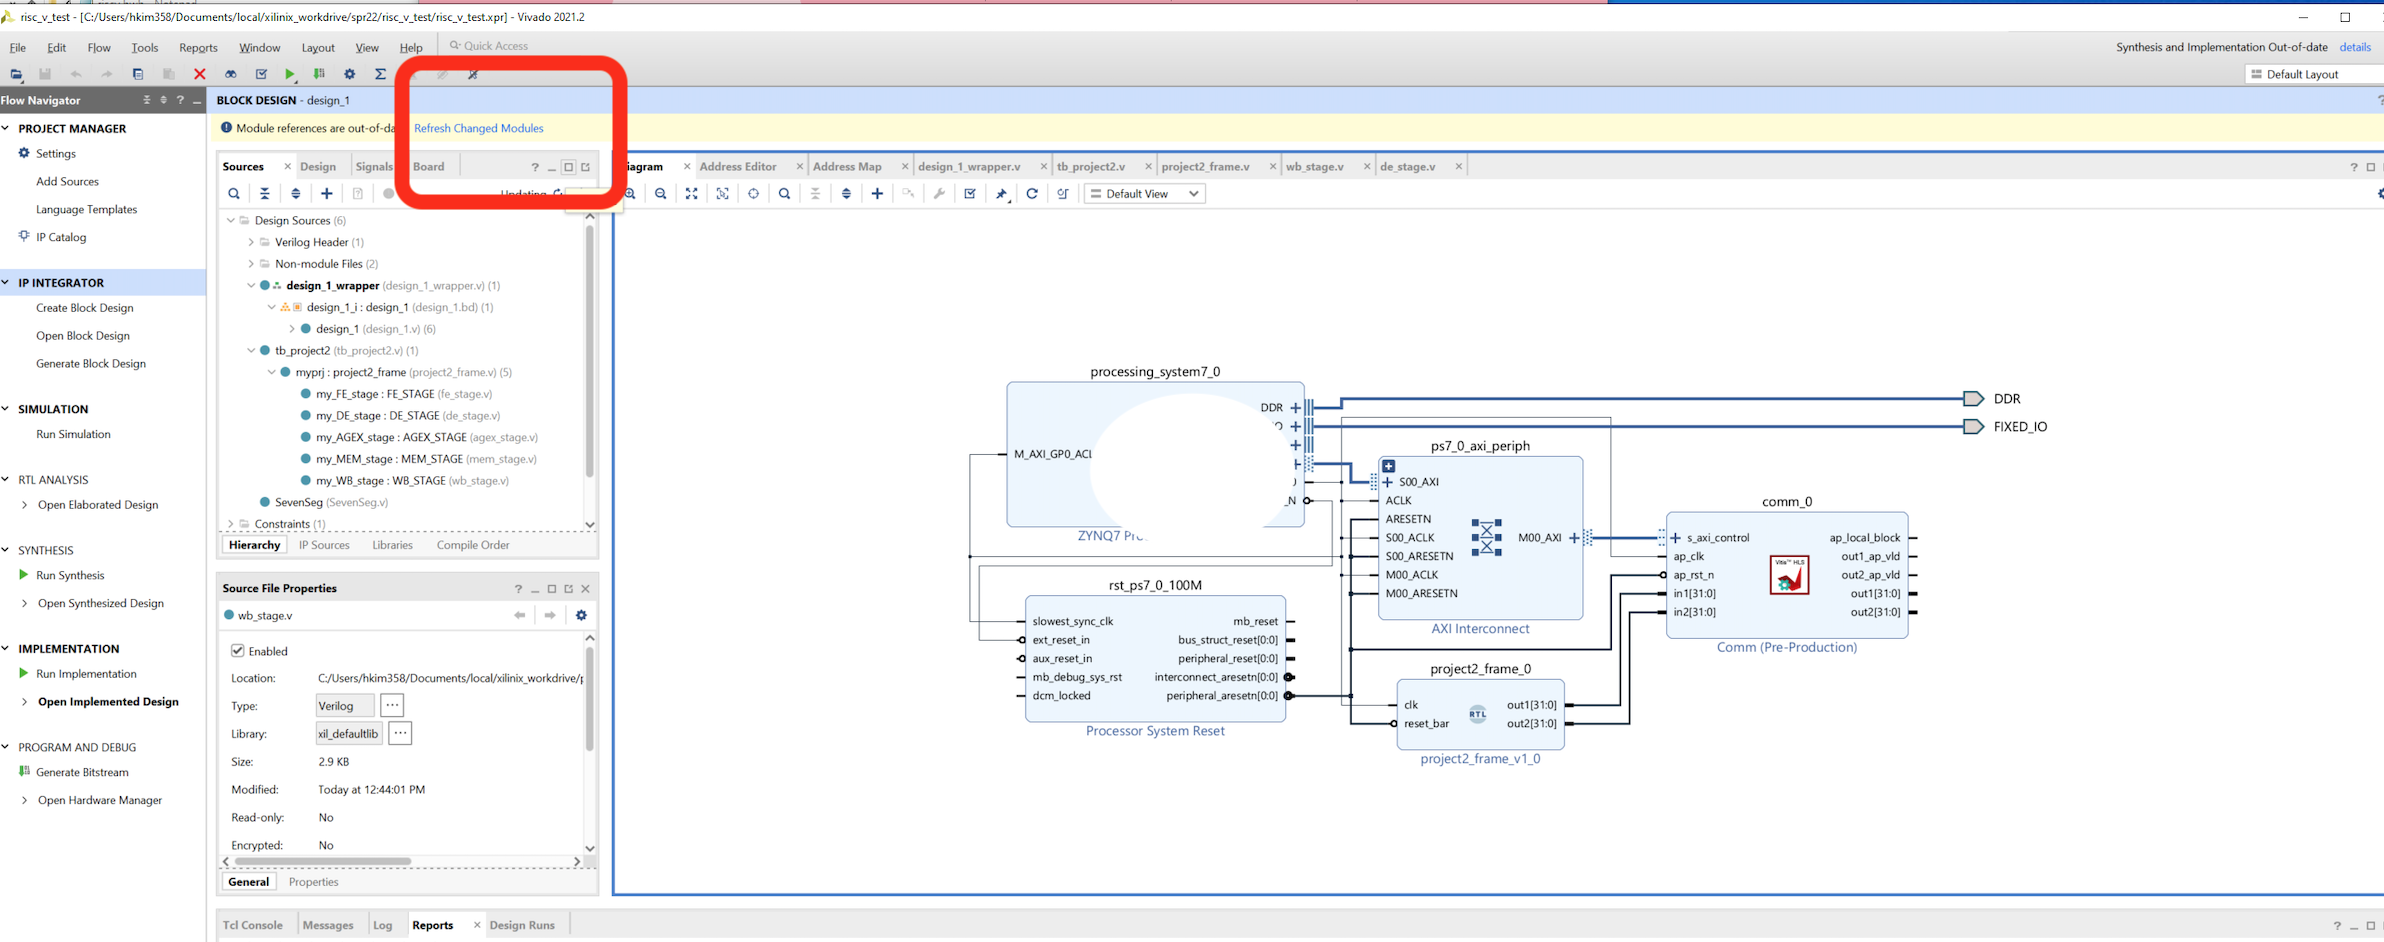 risc_v_test - [C:/Users/hkim358/Documents/local/xilinix_workdrive/spr22/risc_v_test/risc_v_test.xpr] - Vivado 2021.2
File Edit Flow Tools Reports Window Layout View Help Quick Access
Synthesis and Implementation Out-of-date details
Default Layout
Flow Navigator
PROJECT MANAGER
Settings
Add Sources
Language Templates
IP Catalog
IP INTEGRATOR
Create Block Design
Open Block Design
Generate Block Design
SIMULATION
Run Simulation
RTL ANALYSIS
Open Elaborated Design
SYNTHESIS
Run Synthesis
Open Synthesized Design
IMPLEMENTATION
Run Implementation
Open Implemented Design
PROGRAM AND DEBUG
Generate Bitstream
Open Hardware Manager
BLOCK DESIGN - design_1
Module references are out-of-da Refresh Changed Modules
Sources Design Signals Board
Design Sources (6)
Verilog Header (1)
Non-module Files (2)
design_1_wrapper (design_1_wrapper.v) (1)
design_1_i : design_1 (design_1.bd) (1)
design_1 (design_1.v) (6)
tb_project2 (tb_project2.v) (1)
myprj : project2_frame (project2_frame.v) (5)
my_FE_stage : FE_STAGE (fe_stage.v)
my_DE_stage : DE_STAGE (de_stage.v)
my_AGEX_stage : AGEX_STAGE (agex_stage.v)
my_MEM_stage : MEM_STAGE (mem_stage.v)
my_WB_stage : WB_STAGE (wb_stage.v)
SevenSeg (SevenSeg.v)
Constraints (1)
Hierarchy IP Sources Libraries Compile Order
Source File Properties
wb_stage.v
Enabled
Location: C:/Users/hkim358/Documents/local/xilinix_workdrive/p
Type: Verilog
Library: xil_defaultlib
Size: 2.9 KB
Modified: Today at 12:44:01 PM
Read-only: No
Encrypted: No
General Properties
Tcl Console Messages Log Reports Design Runs
iagram Address Editor Address Map design_1_wrapper.v tb_project2.v project2_frame.v wb_stage.v de_stage.v
Default View
processing_system7_0
DDR
M_AXI_GP0_ACL
ZYNQ7 Pr
DDR
FIXED_IO
ps7_0_axi_periph
S00_AXI
ACLK
ARESETN
S00_ACLK
S00_ARESETN
M00_ACLK
M00_ARESETN
M00_AXI
AXI Interconnect
comm_0
s_axi_control
ap_clk
ap_rst_n
in1[31:0]
in2[31:0]
Vitis HLS
ap_local_block
out1_ap_vld
out2_ap_vld
out1[31:0]
out2[31:0]
Comm (Pre-Production)
rst_ps7_0_100M
slowest_sync_clk
ext_reset_in
aux_reset_in
mb_debug_sys_rst
dcm_locked
mb_reset
bus_struct_reset[0:0]
peripheral_reset[0:0]
interconnect_aresetn[0:0]
peripheral_aresetn[0:0]
Processor System Reset
project2_frame_0
clk
reset_bar
RTL
out1[31:0]
out2[31:0]
project2_frame_v1_0